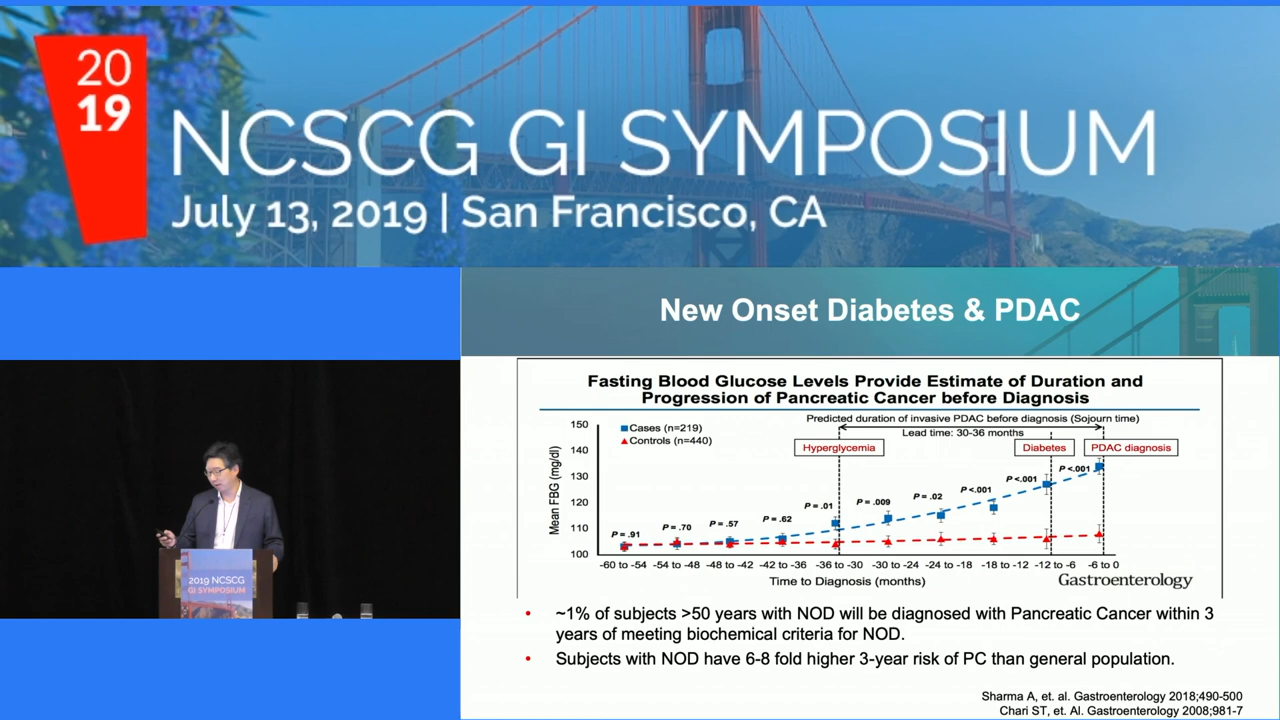 20
19
NCSCG GI SYMPOSIUM
July 13, 2019 | San Francisco, CA
New Onset Diabetes & PDAC
Fasting Blood Glucose Levels Provide Estimate of Duration and
Progression of Pancreatic Cancer before Diagnosis
Predicted duration of invasive PDAC before diagnosis (Sojourn time)
Lead time: 30-36 months
Cases (n=219)
Controls (n=440)
Hyperglycemia
Diabetes
PDAC diagnosis
Mean FBG (mg/dl)
150
140
130
120
110
100
P=.91
P=.70
P=.57
P=.62
P=.01
P=.009
P=.02
P<.001
P<.001
P<.001
-60 to -54
-54 to -48
-48 to -42
-42 to -36
-36 to -30
-30 to -24
-24 to -18
-18 to -12
-12 to -6
-6 to 0
Time to Diagnosis (months)
Gastroenterology
• ~1% of subjects >50 years with NOD will be diagnosed with Pancreatic Cancer within 3
years of meeting biochemical criteria for NOD.
• Subjects with NOD have 6-8 fold higher 3-year risk of PC than general population.
Sharma A, et. al. Gastroenterology 2018;490-500
Chari ST, et. Al. Gastroenterology 2008;981-7
2019 NCSCG
GI SYMPOSIUM